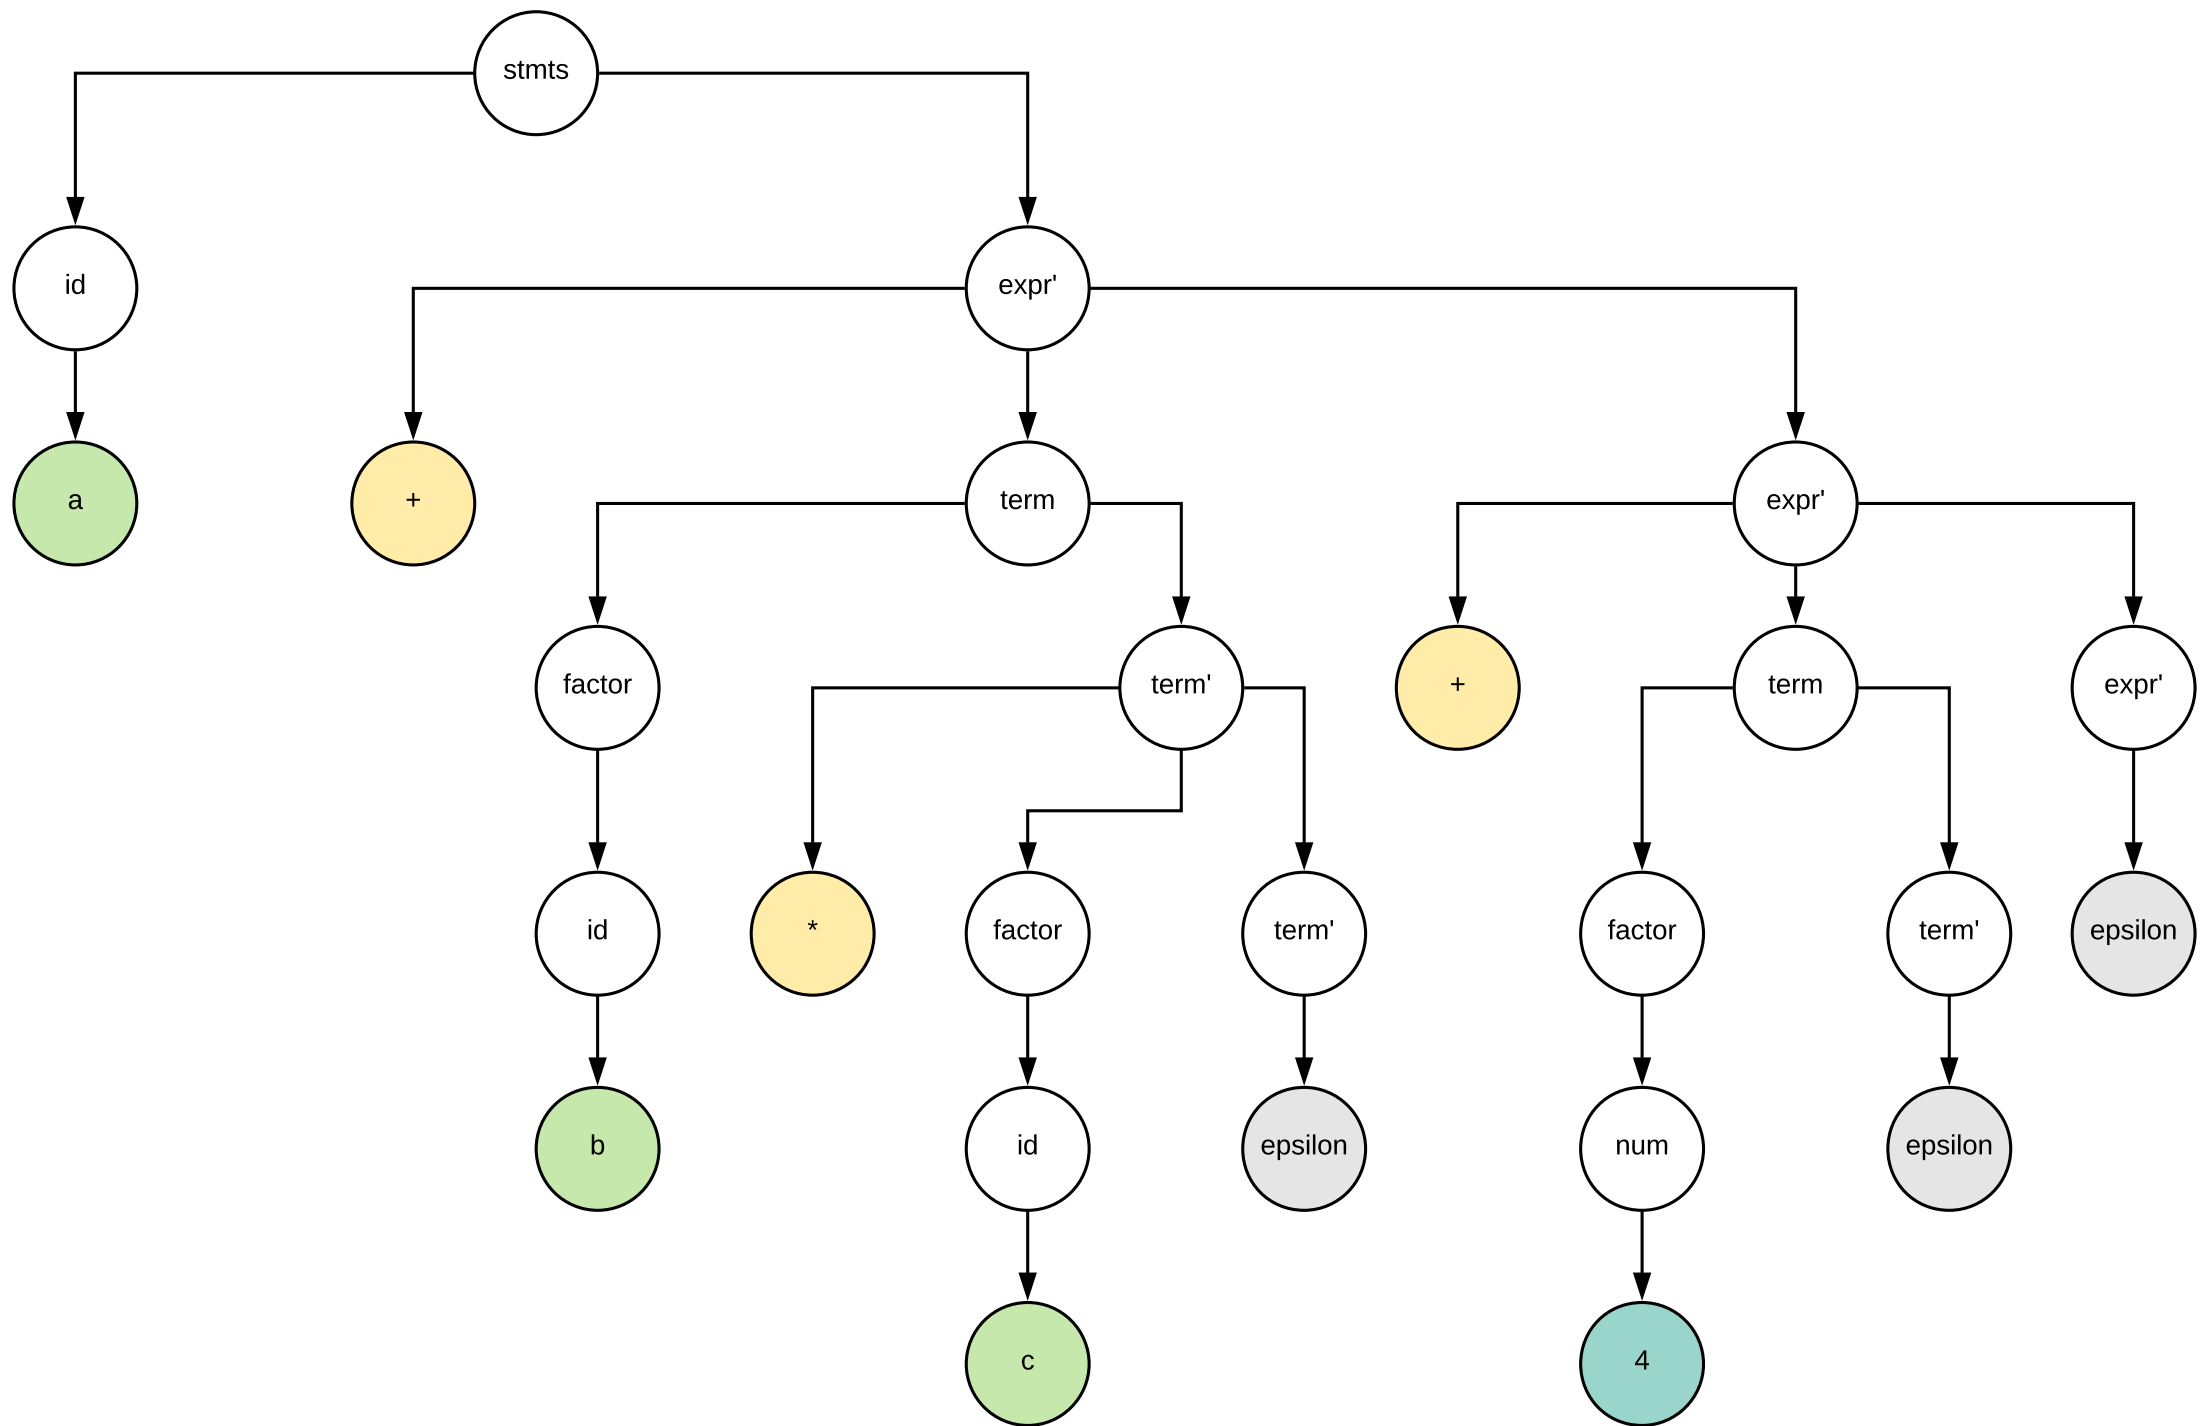 stmts
id
expr'
a
+
term
expr'
factor
term'
+
term
expr'
id
*
factor
term'
factor
term'
epsilon
b
id
epsilon
num
epsilon
c
4